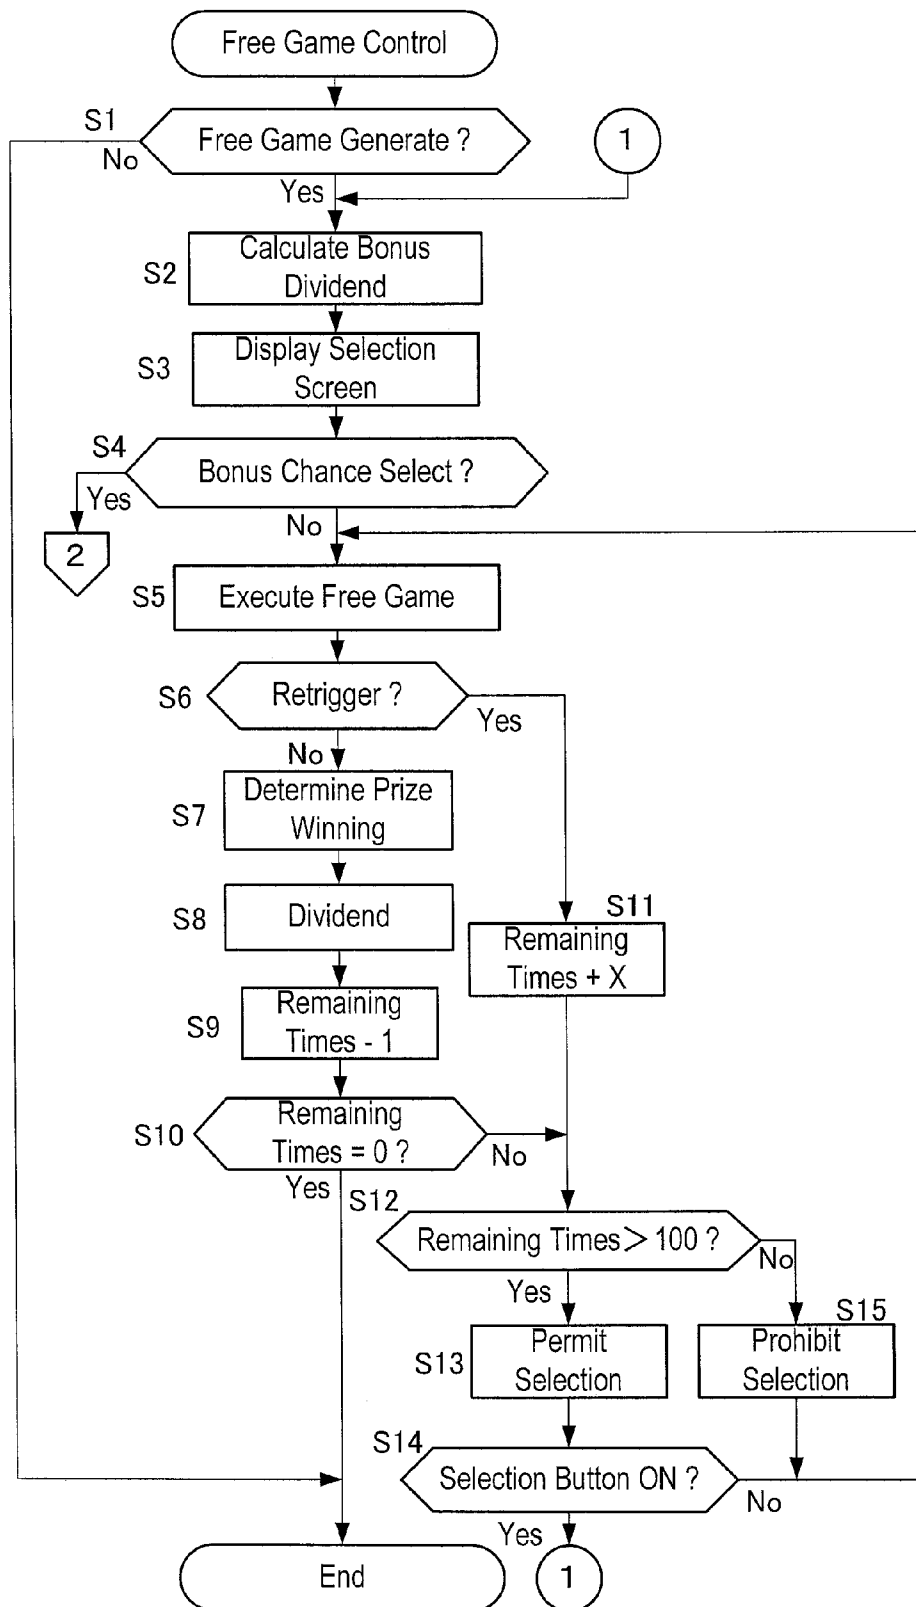 Free Game Control
S1
Free Game Generate ?
1
No
Yes
S2
Calculate Bonus
Dividend
S3
Display Selection
Screen
S4
Bonus Chance Select ?
Yes
No
2
S5
Execute Free Game
S6
Retrigger ?
Yes
No
S7
Determine Prize
Winning
S8
Dividend
S11
Remaining
Times + X
S9
Remaining
Times - 1
S10
Remaining
Times = 0 ?
No
Yes
S12
Remaining Times > 100 ?
No
Yes
S15
S13
Permit
Selection
Prohibit
Selection
S14
Selection Button ON ?
No
Yes
End
1